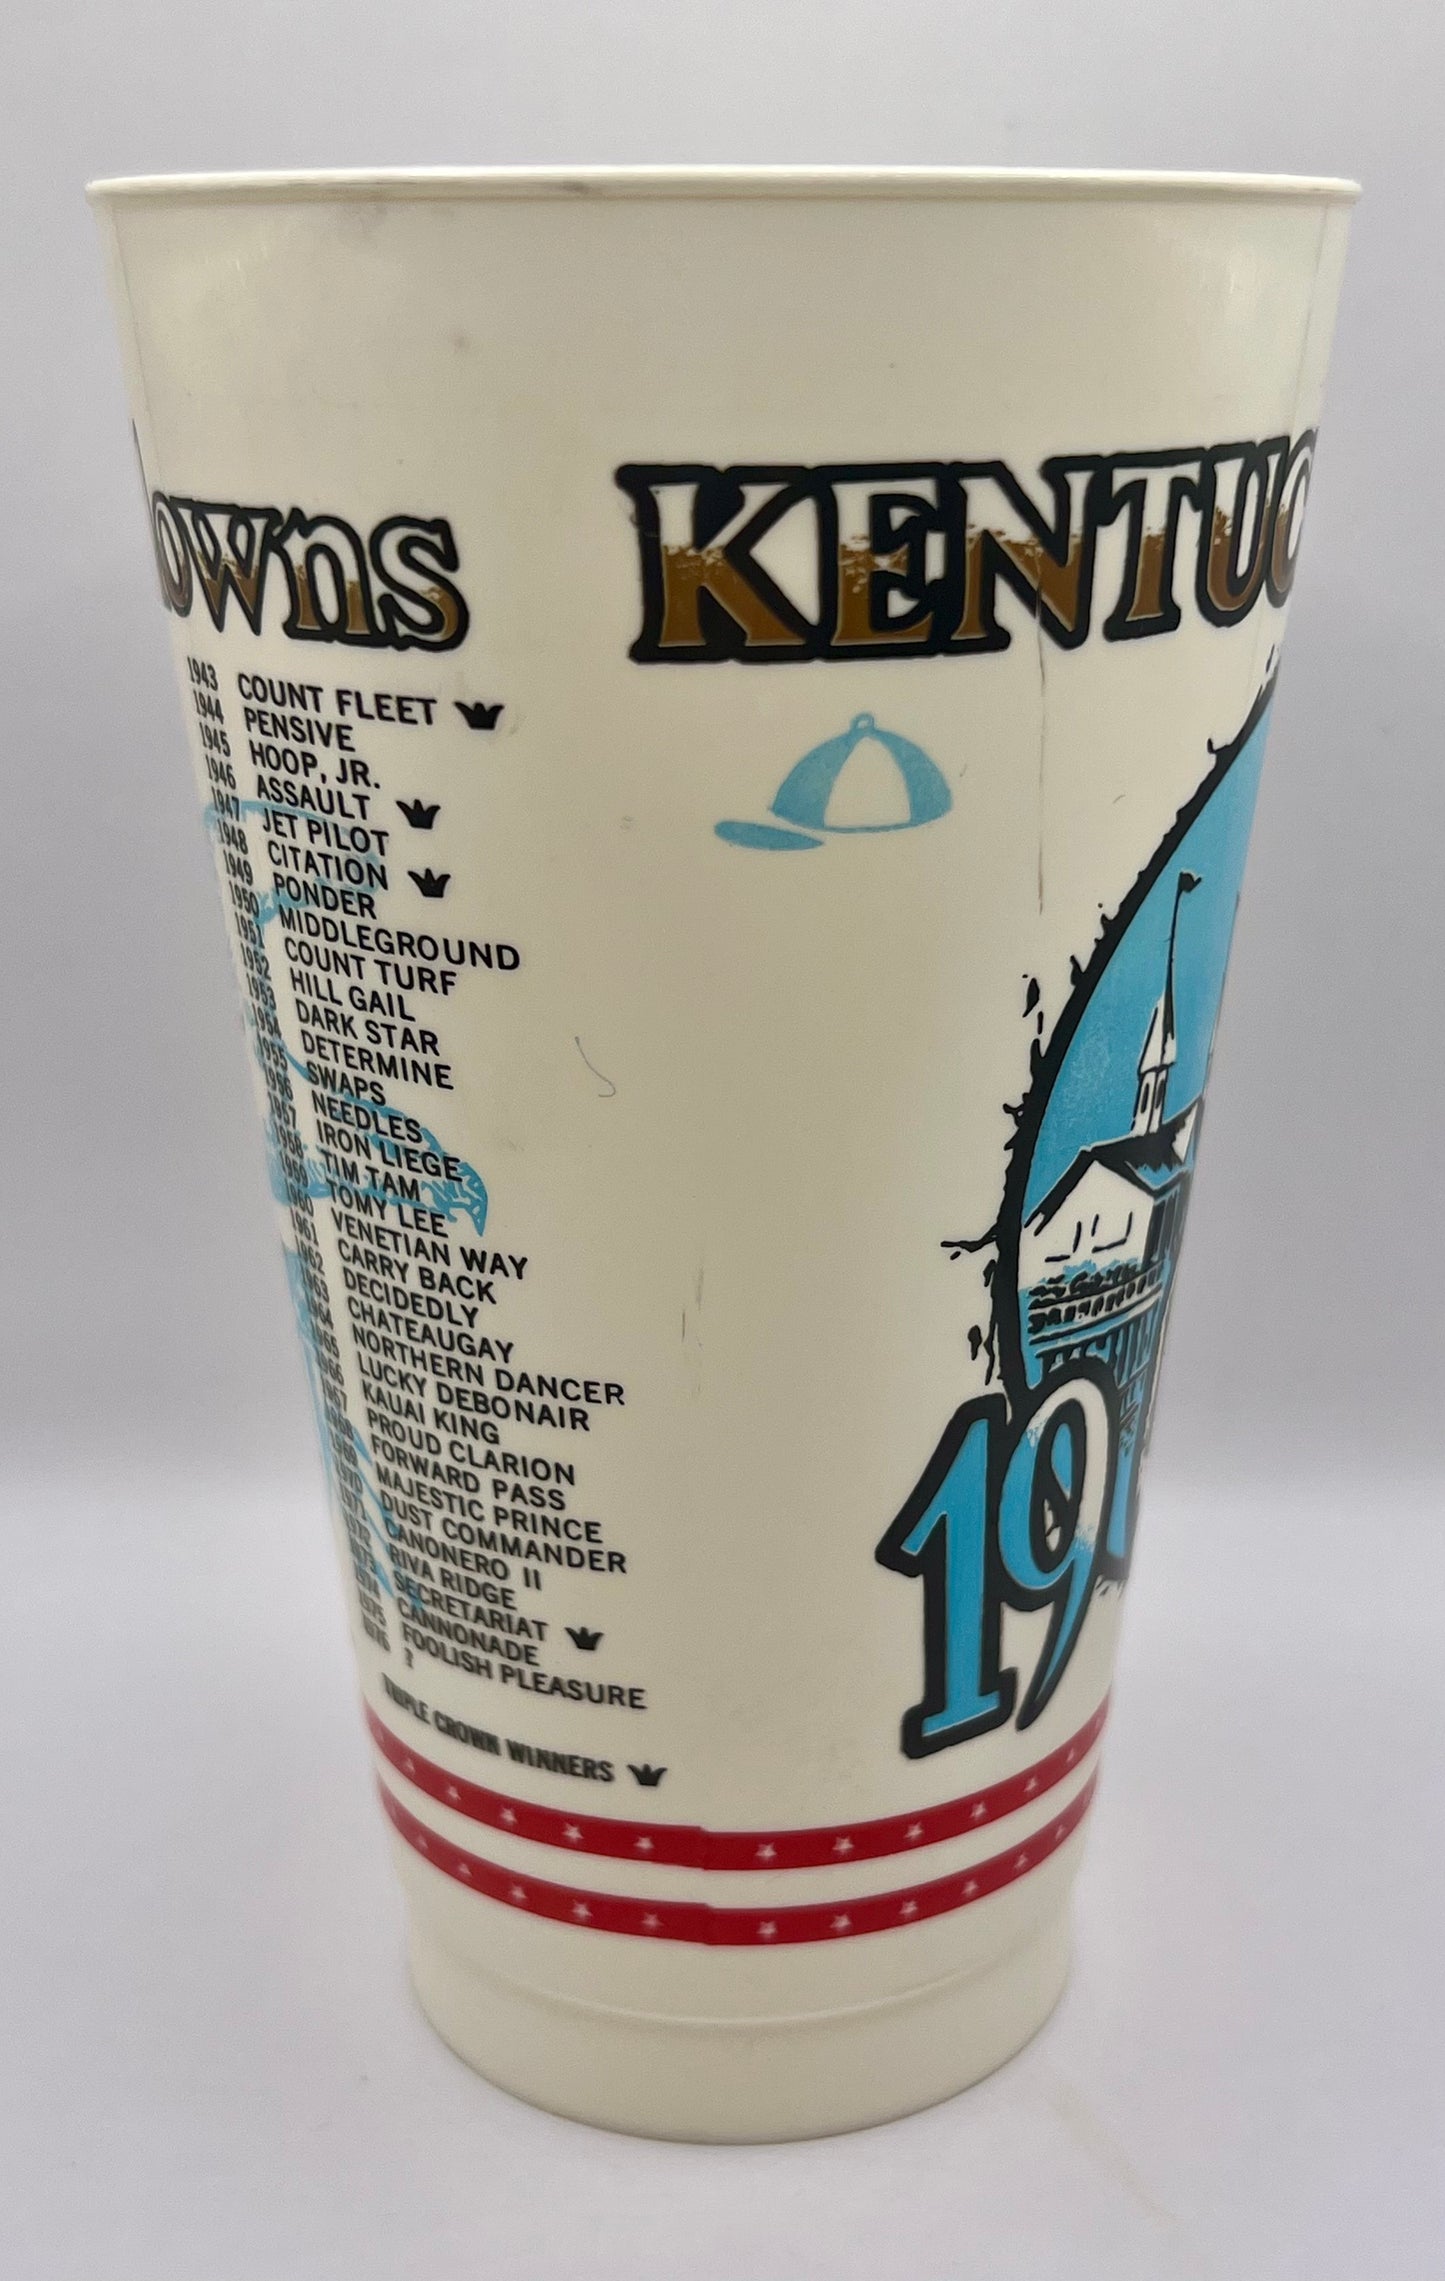 owns
KENTUC
1943 COUNT FLEET
1944 PENSIVE
1945 HOOP, JR.
1946 ASSAULT
1947 JET PILOT
1948 CITATION
1949 PONDER
1950 MIDDLEGROUND
1951 COUNT TURF
1952 HILL GAIL
1953 DARK STAR
1954 DETERMINE
1955 SWAPS
1956 NEEDLES
1957 IRON LIEGE
1958 TIM TAM
1959 TOMY LEE
1960 VENETIAN WAY
1961 CARRY BACK
1962 DECIDEDLY
1963 CHATEAUGAY
1964 NORTHERN DANCER
1965 LUCKY DEBONAIR
1966 KAUAI KING
1967 PROUD CLARION
1968 FORWARD PASS
1969 MAJESTIC PRINCE
1970 DUST COMMANDER
1971 CANONERO II
1972 RIVA RIDGE
1973 SECRETARIAT
1974 CANNONADE
1975 FOOLISH PLEASURE
1976 ?
TRIPLE CROWN WINNERS
19